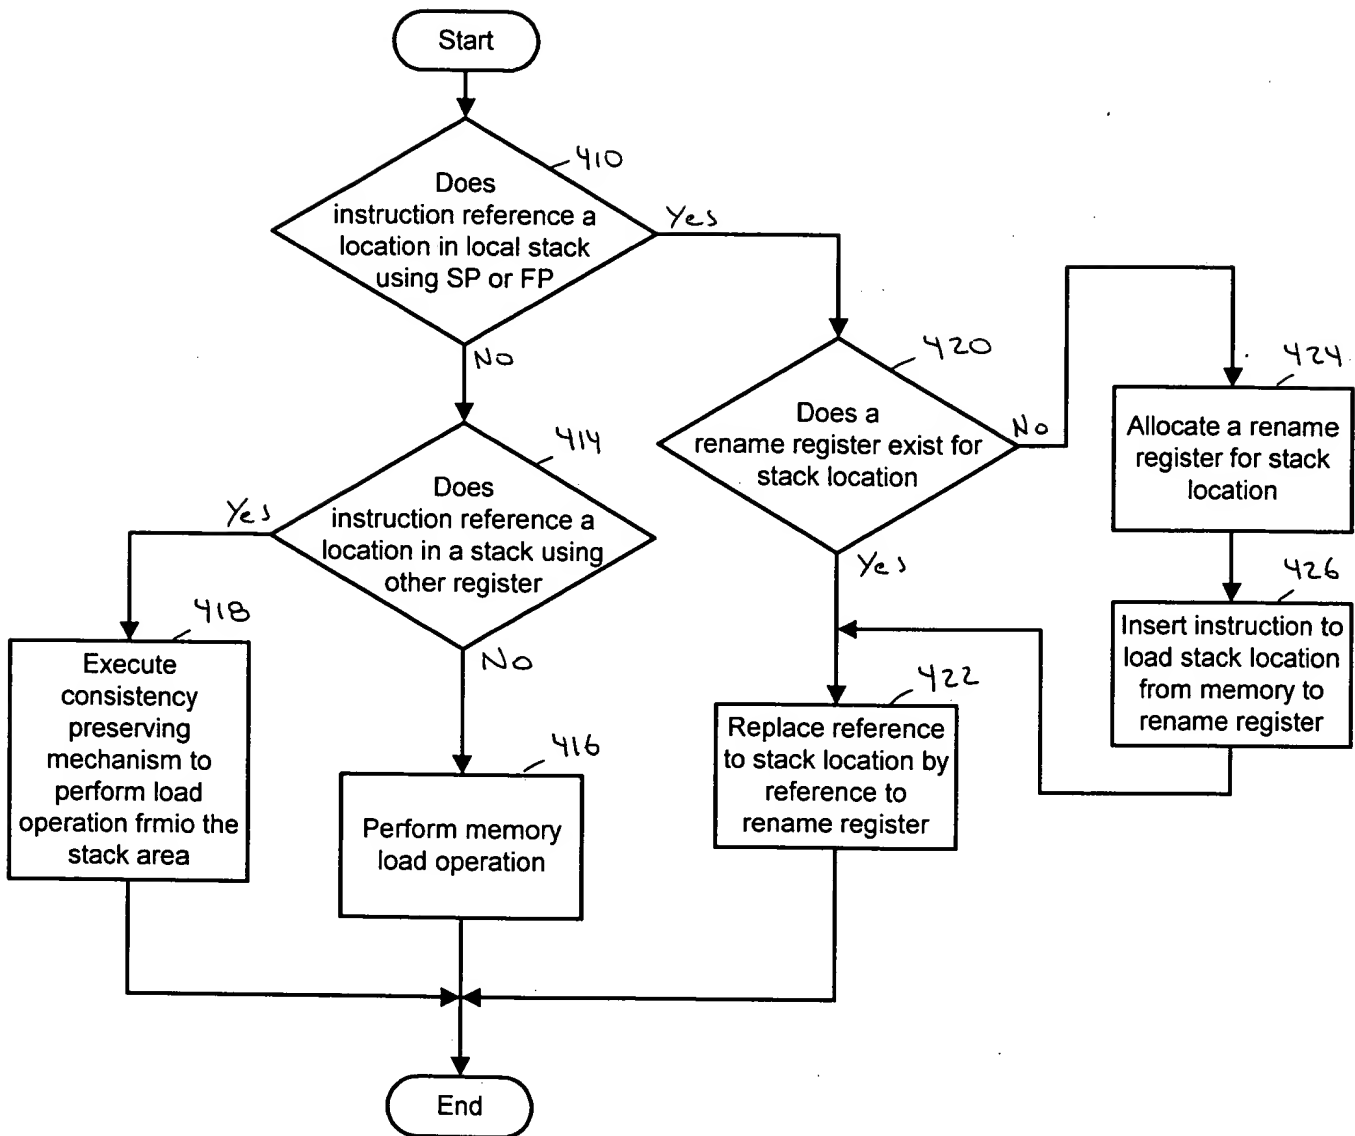 Start
410
Does
instruction reference a
location in local stack
using SP or FP
Yes
No
420
Does a
rename register exist for
stack location
No
Yes
424
Allocate a rename
register for stack
location
426
Insert instruction to
load stack location
from memory to
rename register
414
Does
instruction reference a
location in a stack using
other register
Yes
No
418
Execute
consistency
preserving
mechanism to
perform load
operation frmio the
stack area
416
Perform memory
load operation
422
Replace reference
to stack location by
reference to
rename register
End